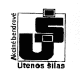 Akcinė bendrovė
Utenos šilas